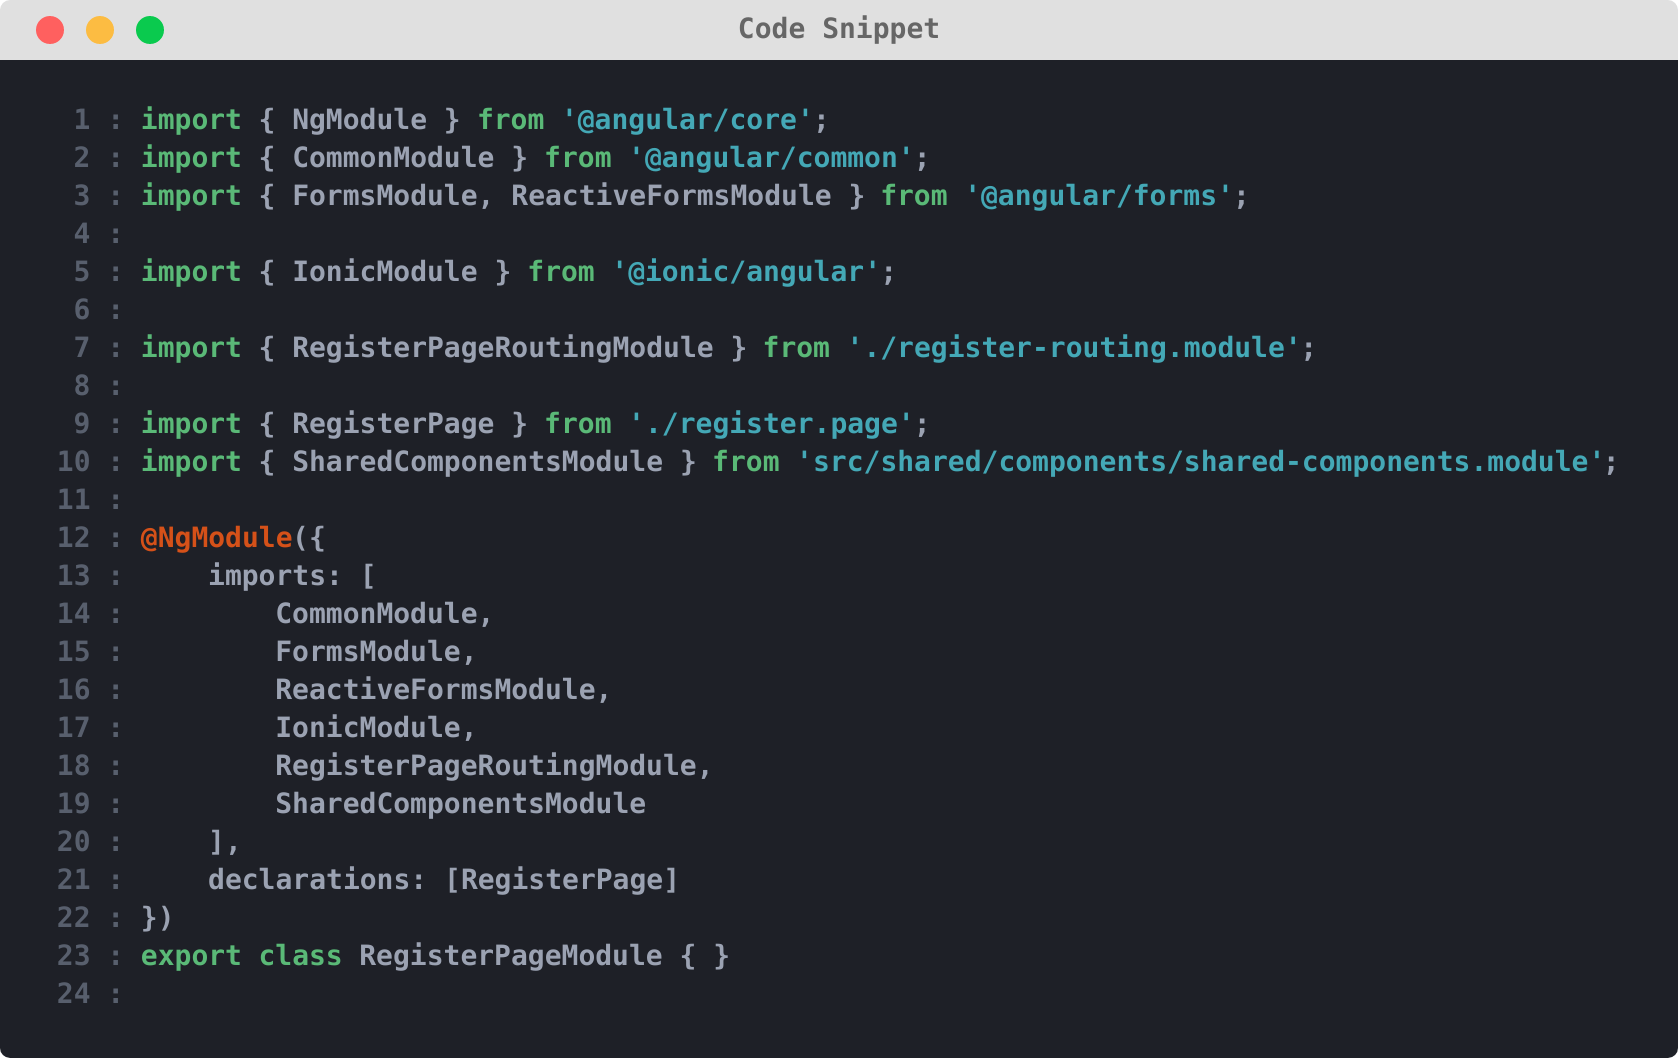 Code Snippet
1 : import { NgModule } from '@angular/core';
2 : import { CommonModule } from '@angular/common';
3 : import { FormsModule, ReactiveFormsModule } from '@angular/forms';
4 :
5 : import { IonicModule } from '@ionic/angular';
6 :
7 : import { RegisterPageRoutingModule } from './register-routing.module';
8 :
9 : import { RegisterPage } from './register.page';
10 : import { SharedComponentsModule } from 'src/shared/components/shared-components.module';
11 :
12 : @NgModule({
13 :     imports: [
14 :         CommonModule,
15 :         FormsModule,
16 :         ReactiveFormsModule,
17 :         IonicModule,
18 :         RegisterPageRoutingModule,
19 :         SharedComponentsModule
20 :     ],
21 :     declarations: [RegisterPage]
22 : })
23 : export class RegisterPageModule { }
24 :